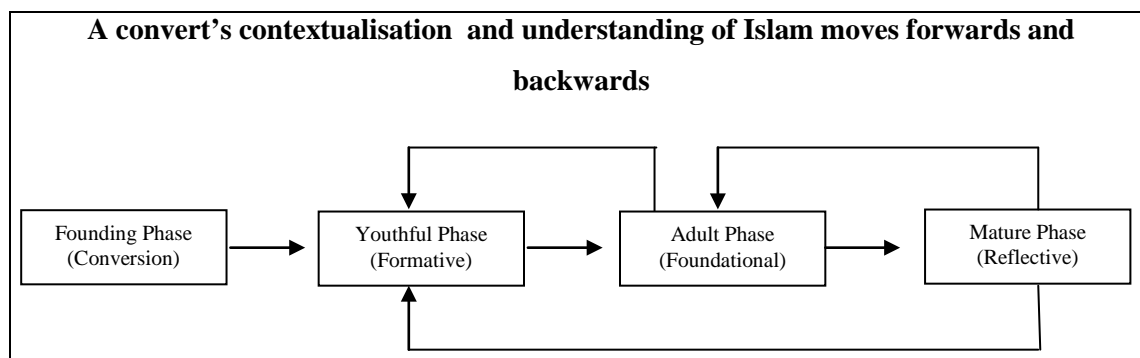 A convert’s contextualisation and understanding of Islam moves forwards and
backwards
Founding Phase
(Conversion)
Youthful Phase
(Formative)
Adult Phase
(Foundational)
Mature Phase
(Reflective)